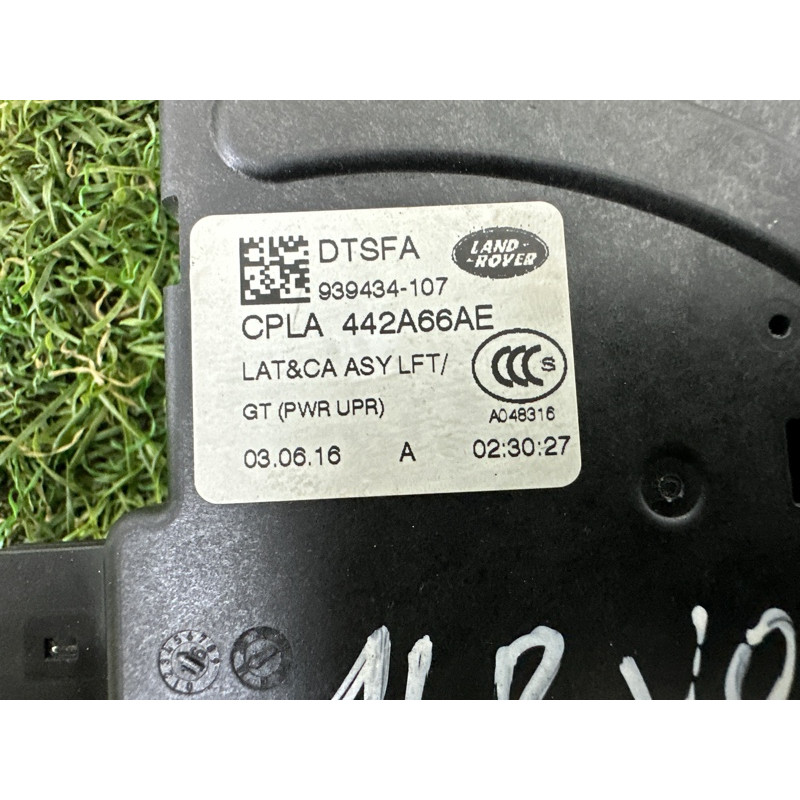 DTSFA
LAND-
-ROVER
939434-107
CPLA 442A66AE
LAT&CA ASY LFT/
CCC S
GT (PWR UPR)
A048316
03.06.16 A 02:30:27